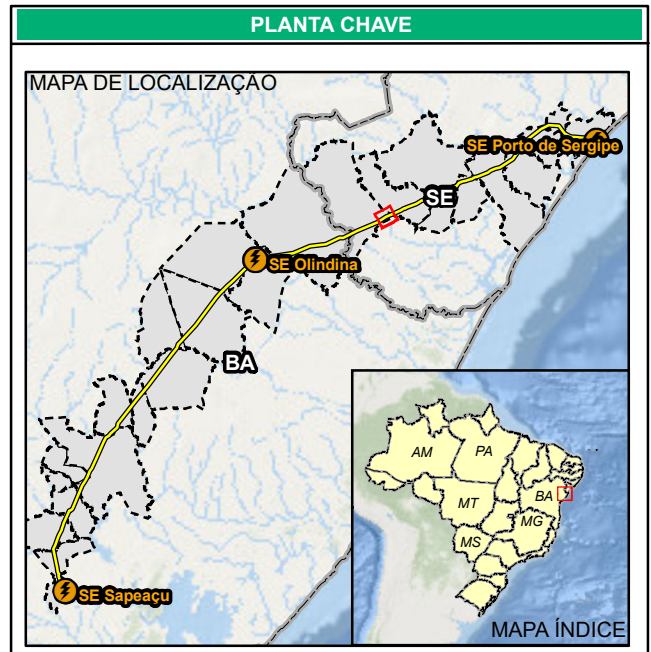 PLANTA CHAVE
MAPA DE LOCALIZAÇÃO
SE Porto de Sergipe
SE
SE Olindina
BA
SE Sapeaçu
AM
PA
MT
BA
MG
MS
MAPA ÍNDICE